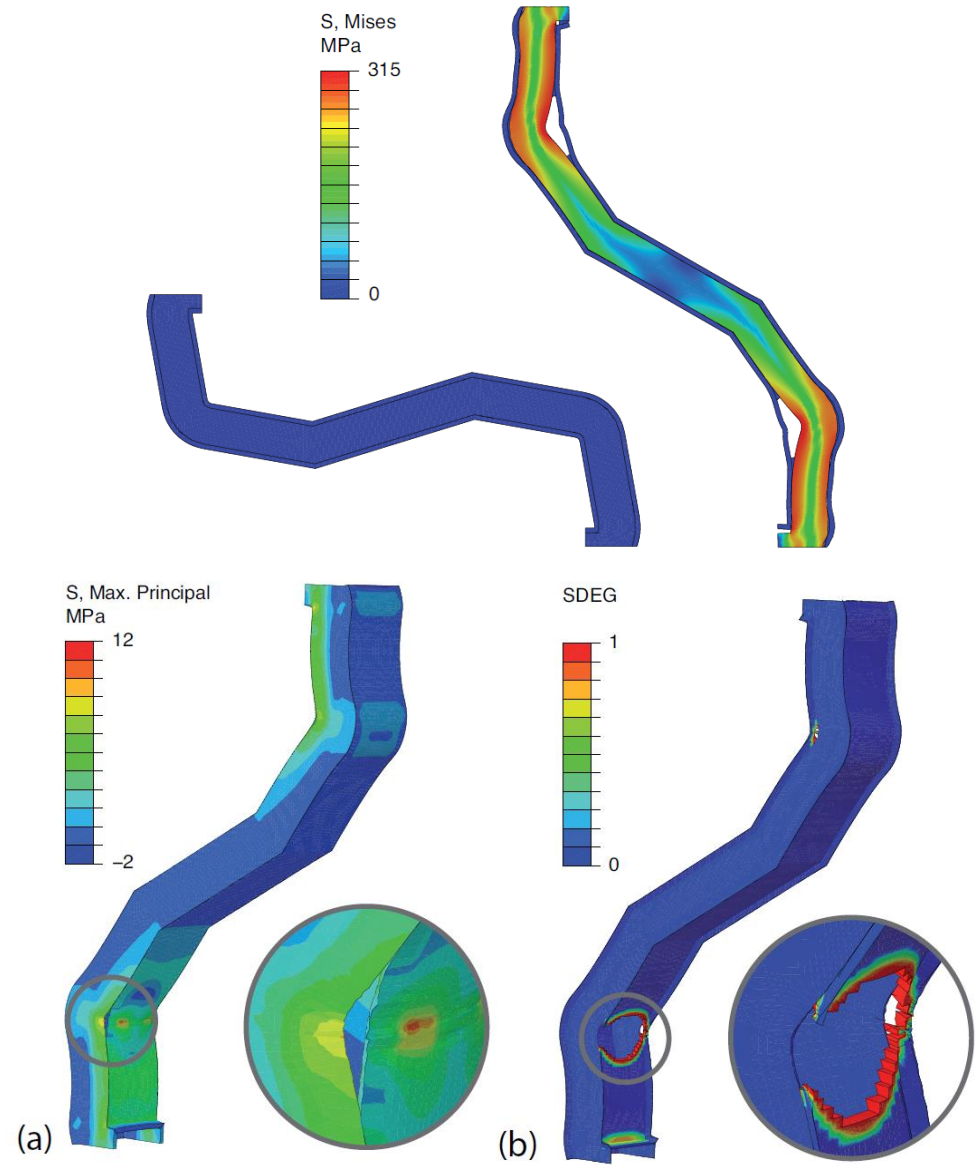 S, Mises
MPa
315
0
S, Max. Principal
MPa
12
−2
(a)
SDEG
1
0
(b)